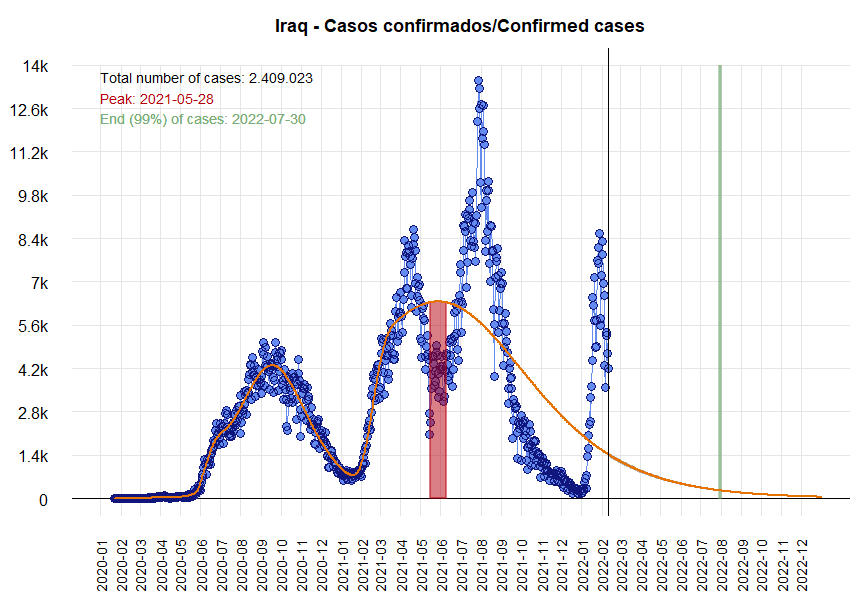 Iraq - Casos confirmados/Confirmed cases
14k
Total number of cases: 2.409.023
Peak: 2021-05-28
12.6k
End (99%) of cases: 2022-07-30
11.2k
9.8k
8.4k
7k
5.6k
4.2k
2.8k
1.4k
0
2020-01
2020-02
2020-03
2020-04
2020-05
2020-06
2020-07
2020-08
2020-09
2020-10
2020-11
2020-12
2021-01
2021-02
2021-03
2021-04
2021-05
2021-06
2021-07
2021-08
2021-09
2021-10
2021-11
2021-12
2022-01
2022-02
2022-03
2022-04
2022-05
2022-06
2022-07
2022-08
2022-09
2022-10
2022-11
2022-12